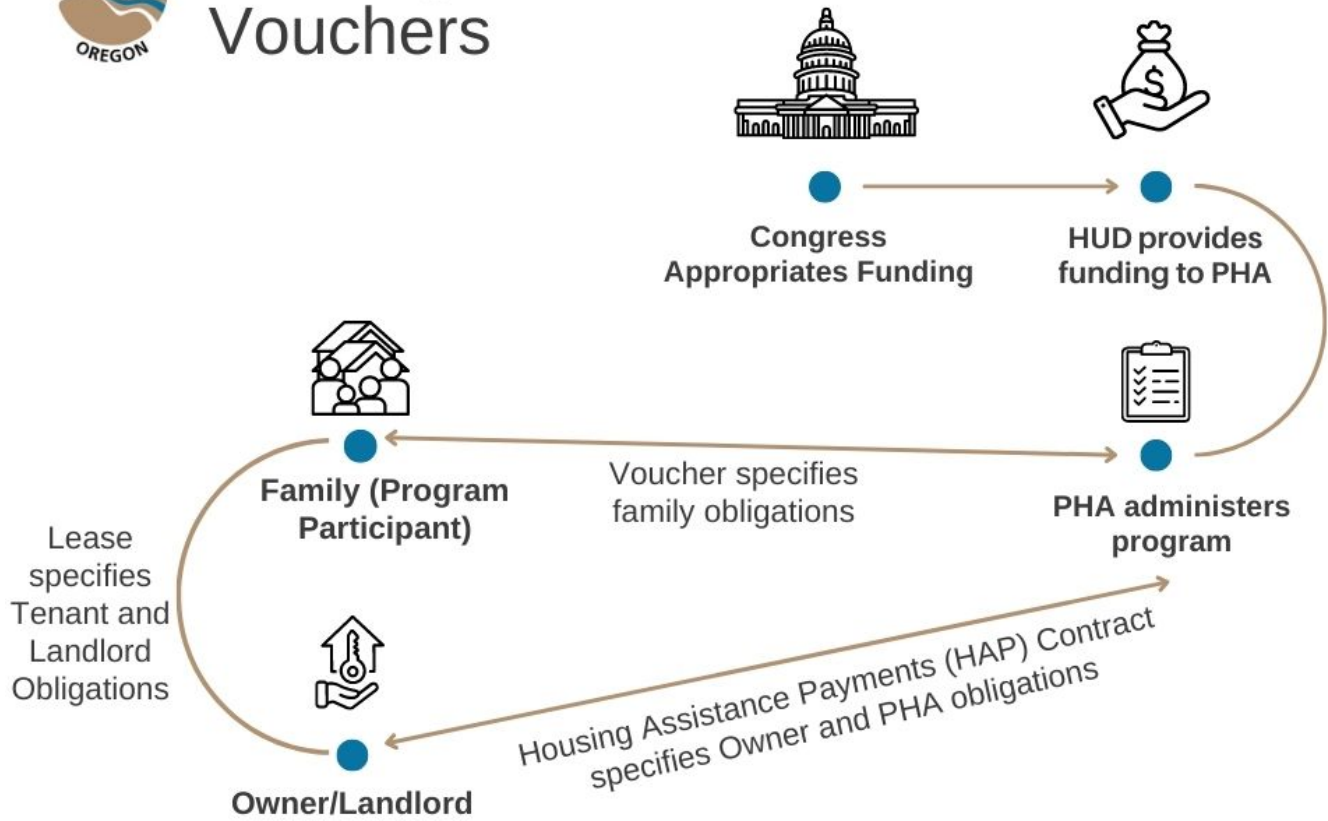 OREGON
Vouchers
$
Congress
Appropriates Funding
HUD provides
funding to PHA
Family (Program
Participant)
Voucher specifies
family obligations
PHA administers
program
Lease
specifies
Tenant and
Landlord
Obligations
Housing Assistance Payments (HAP) Contract
specifies Owner and PHA obligations
Owner/Landlord